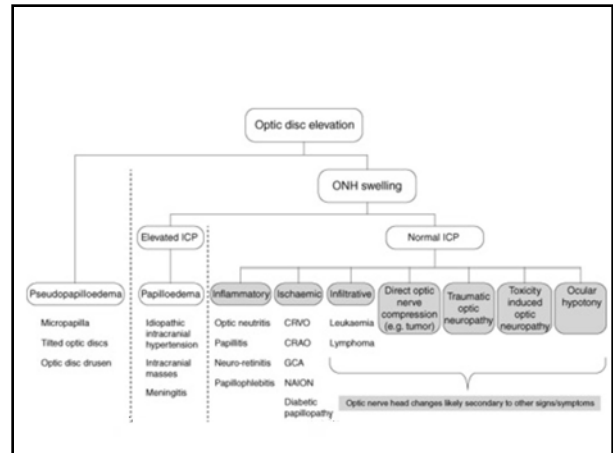 Optic disc elevation
ONH swelling
Elevated ICP
Normal ICP
Pseudopapilloedema
Papilloedema
Inflammatory
Ischaemic
Infiltrative
Direct optic
nerve
compression
(e.g. tumor)
Traumatic
optic
neuropathy
Toxicity
induced optic
neuropathy
Ocular
hypotony
Micropapilla
Tilted optic discs
Optic disc drusen
Idiopathic
intracranial
hypertension
Intracranial
masses
Meningitis
Optic neutritis
Papillitis
Neuro-retinitis
Papillophlebitis
CRVO
CRAO
GCA
NAION
Diabetic
papillopathy
Leukaemia
Lymphoma
Optic nerve head changes likely secondary to other signs/symptoms